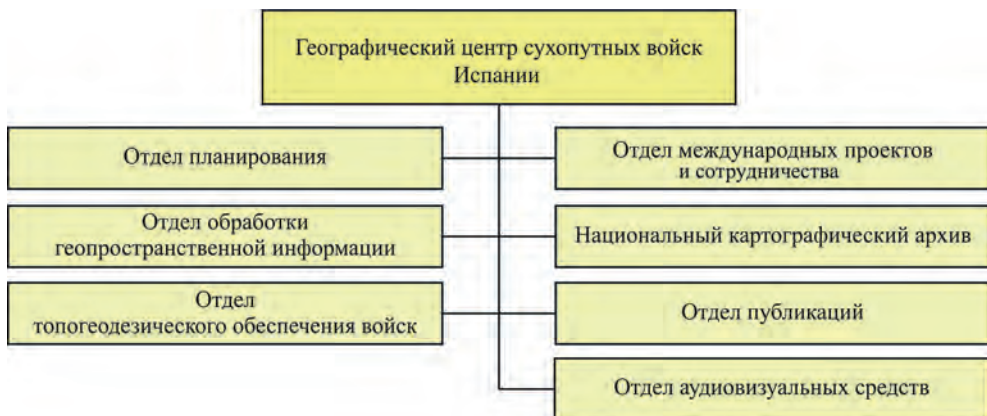 Географический центр сухопутных войск
Испании
Отдел планирования
Отдел международных проектов
и сотрудничества
Отдел обработки
геопространственной информации
Национальный картографический архив
Отдел
топогеодезического обеспечения войск
Отдел публикаций
Отдел аудиовизуальных средств